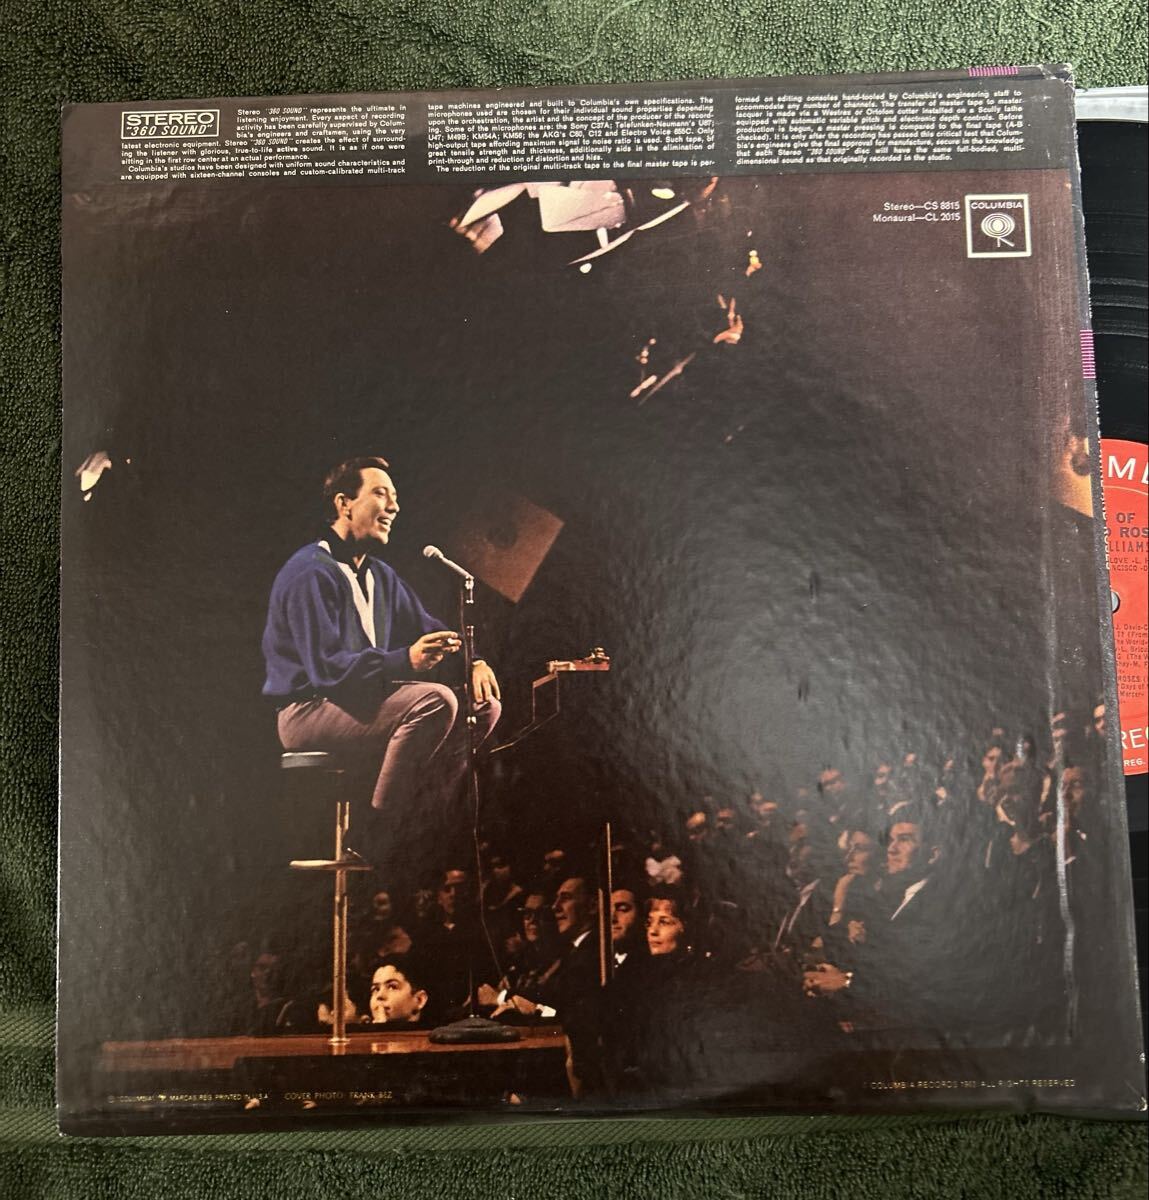 STEREO
"360 SOUND"
Stereo "360 SOUND" represents the ultimate in
listening enjoyment. Every aspect of recording
activity has been carefully supervised by Colum-
bia's engineers and craftsmen, using the very
latest electronic equipment. Stereo "360 SOUND" creates the effect of surround-
ing the listener with glorious, true-to-life active sound. It is as if one were
sitting in the first row center at an actual performance.
Columbia's studios have been designed with uniform sound characteristics and
are equipped with sixteen-channel consoles and custom-calibrated multi-track
tape machines engineered and built to Columbia's own specifications. The
microphones used are chosen for their individual sound properties depending
upon the orchestration, the artist and the concept of the producer of the record-
ing. Some of the microphones are: the Sony C37A; Telefunken-Neumann's U67;
U47; M49B; KM54A; KM56; the AKG's C60, C12 and Electro Voice 655C. Only
high-output tape affording maximum signal to noise ratio is used. Such tape, of
great tensile strength and thickness, additionally aids in the elimination of
print-through and reduction of distortion and hiss.
The reduction of the original multi-track tape to the final master tape is per-
formed on editing consoles hand-tooled by Columbia's engineering staff to
accommodate any number of channels. The transfer of master tape to master
lacquer is made via a Westrex or Ortofon cutter installed on a Scully lathe
equipped with automatic variable pitch and electronic depth controls. Before
production is begun, a master pressing is compared to the final tape (A-B
checked). It is only after the recording has passed this critical test that Colum-
bia's engineers give the final approval for manufacture, secure in the knowledge
that each Stereo "360 SOUND" disc will have the same full-bodied, multi-
dimensional sound as that originally recorded in the studio.
Stereo—CS 8815
Monaural—CL 2015
COLUMBIA
OF
ROS
LLIAMS
REG.
COVER PHOTO: FRANK BEZ
© COLUMBIA RECORDS 1963 ALL RIGHTS RESERVED